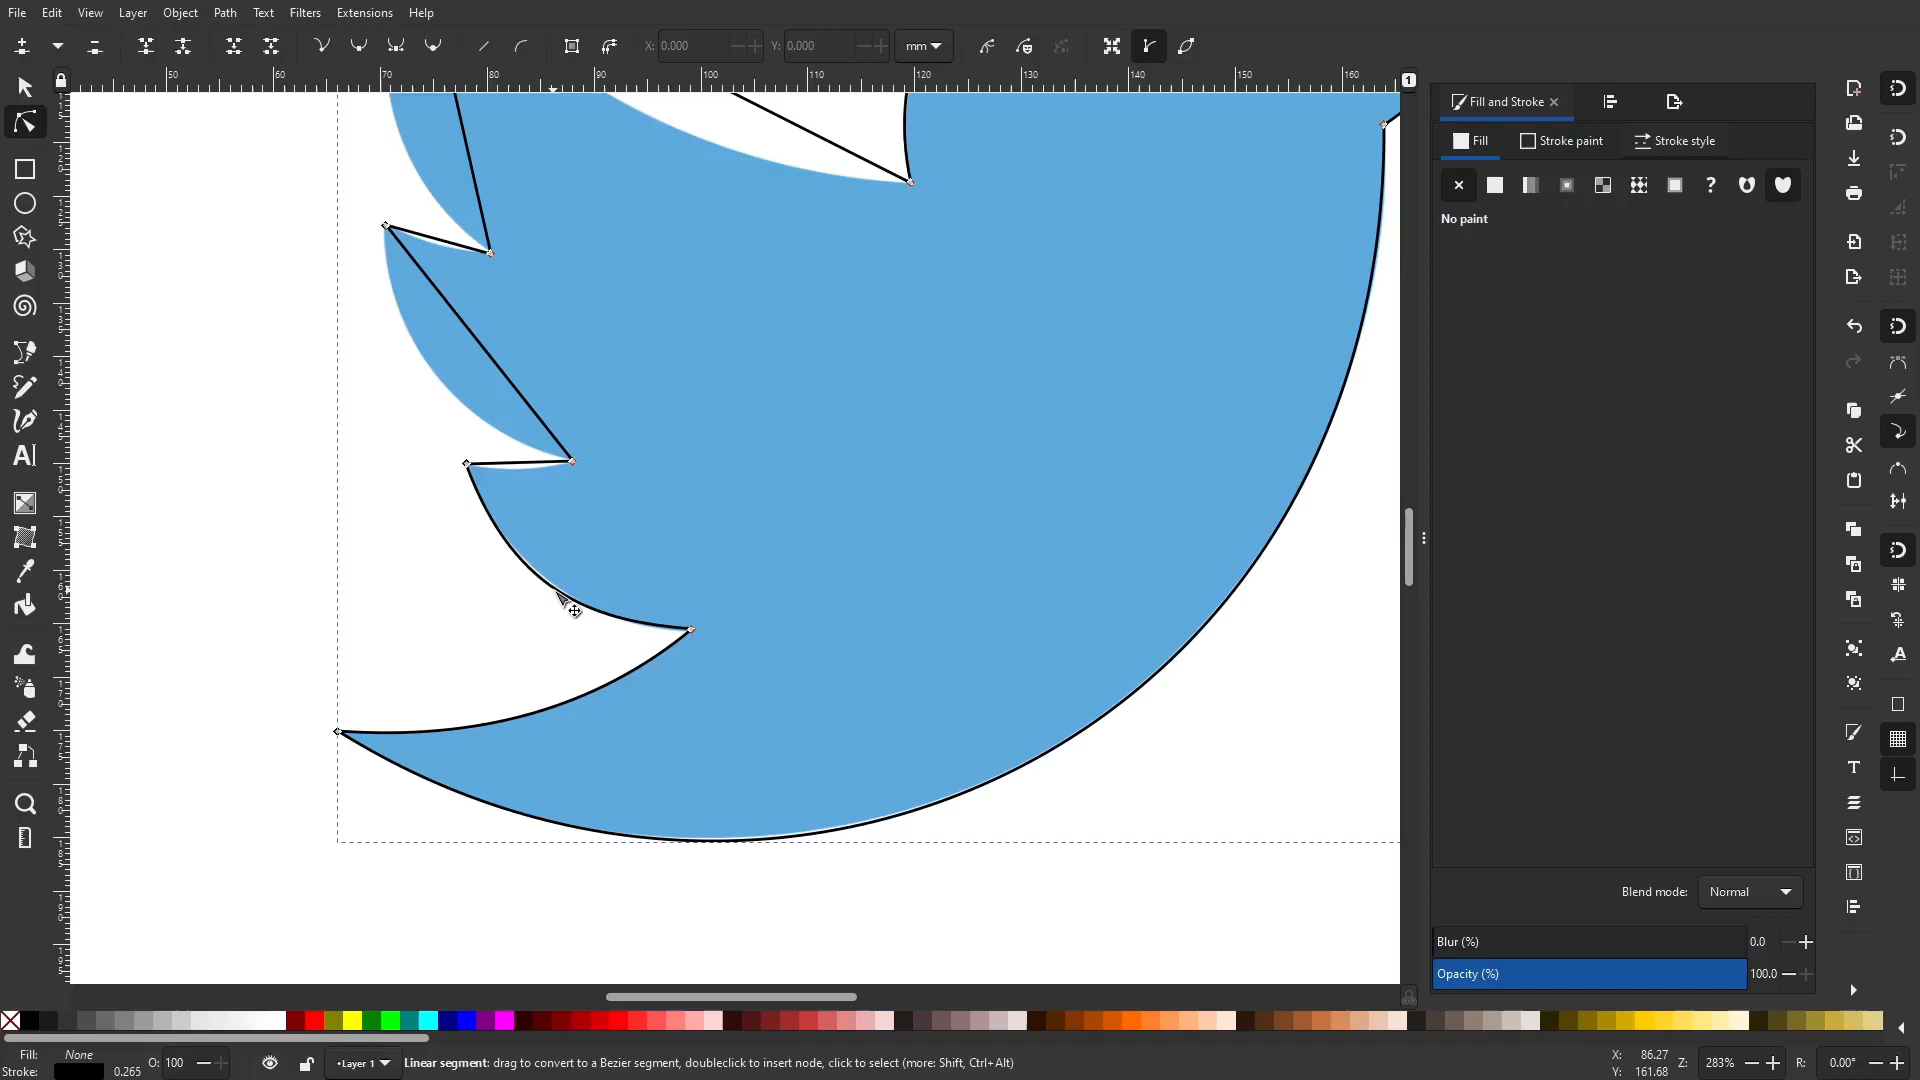 File Edit View Layer Object Path Text Filters Extensions Help
X: 0.000 Y: 0.000 mm
50 60 70 80 90 100 110 120 130 140 150 160
1
Fill and Stroke
Fill Stroke paint Stroke style
?
No paint
Blend mode: Normal
Blur (%) 0.0
Opacity (%) 100.0
Fill: None
Stroke: 0.265
O: 100
•Layer 1
Linear segment: drag to convert to a Bezier segment, doubleclick to insert node, click to select (more: Shift, Ctrl+Alt)
X: 86.27
Y: 161.68
Z: 283% R: 0.00°